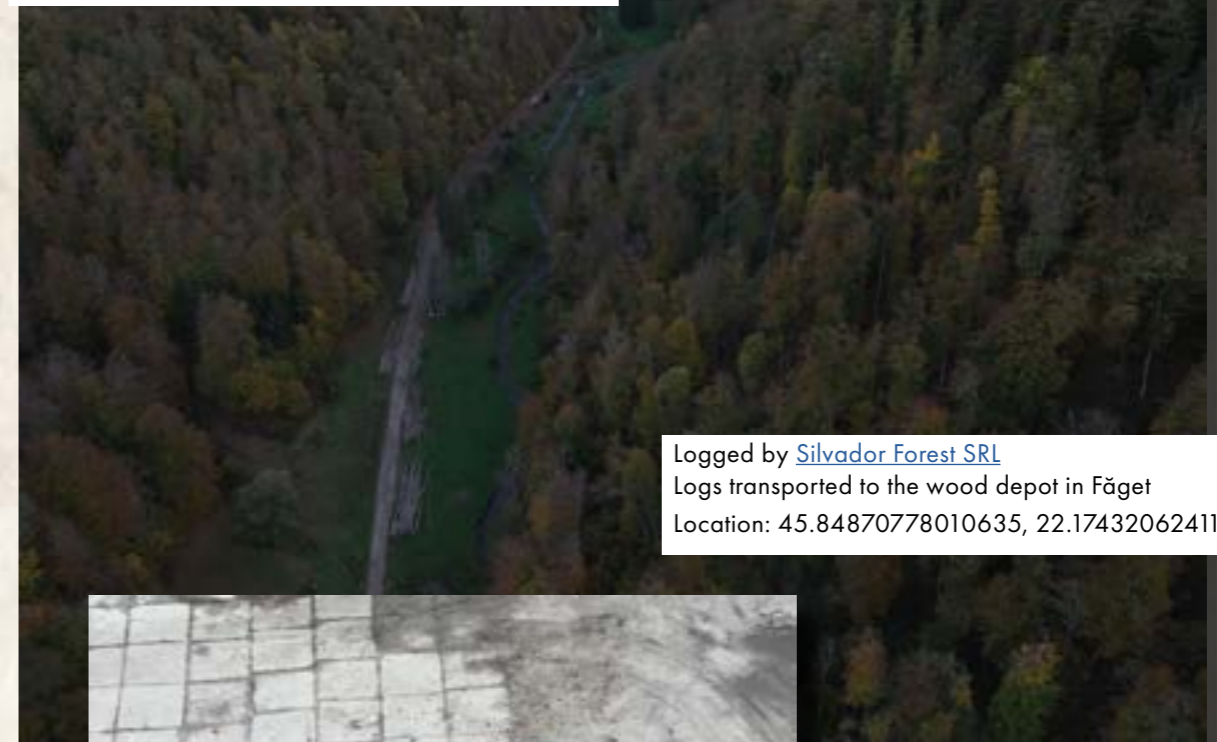 Logged by Silvador Forest SRL
Logs transported to the wood depot in Făget
Location: 45.84870778010635, 22.17432062411